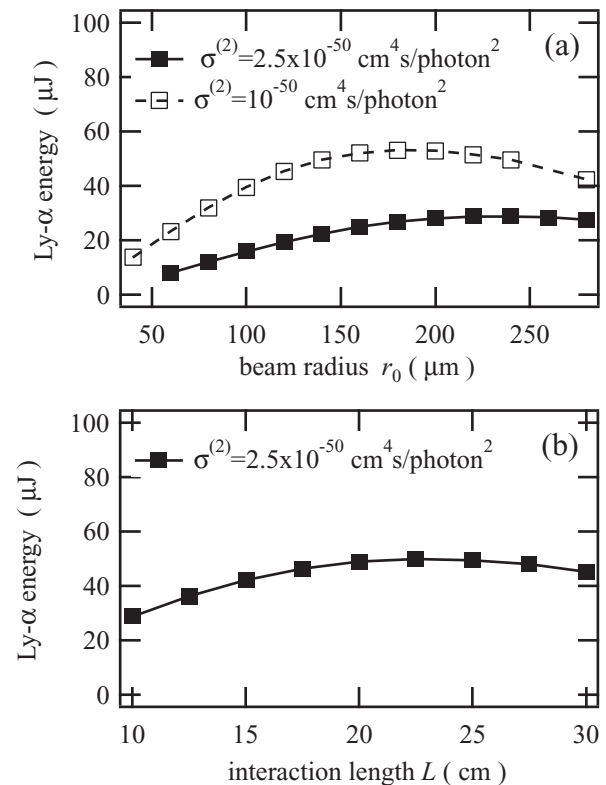 100
80
60
40
20
0
Ly-α energy ( μJ )
(a)
σ(2)=2.5x10-50 cm4s/photon2
σ(2)=10-50 cm4s/photon2
50 100 150 200 250
beam radius r0 ( μm )
100
80
60
40
20
0
Ly-α energy ( μJ )
(b)
σ(2)=2.5x10-50 cm4s/photon2
10 15 20 25 30
interaction length L ( cm )